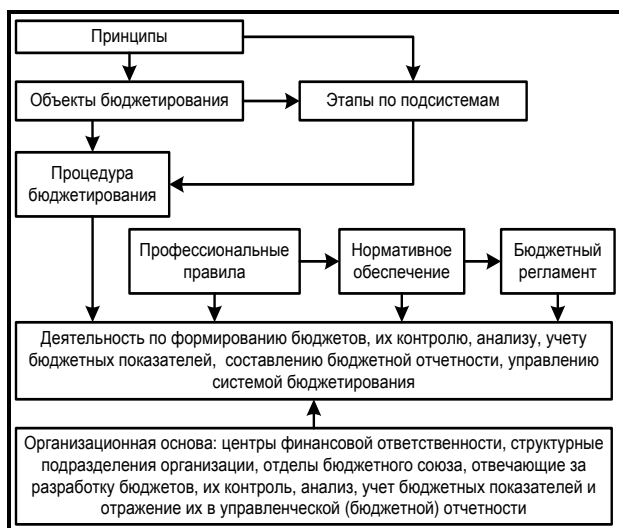 Принципы
Объекты бюджетирования
Этапы по подсистемам
Процедура
бюджетирования
Профессиональные
правила
Нормативное
обеспечение
Бюджетный
регламент
Деятельность по формированию бюджетов, их контролю, анализу, учету
бюджетных показателей, составлению бюджетной отчетности, управлению
системой бюджетирования
Организационная основа: центры финансовой ответственности, структурные
подразделения организации, отделы бюджетного союза, отвечающие за
разработку бюджетов, их контроль, анализ, учет бюджетных показателей и
отражение их в управленческой (бюджетной) отчетности